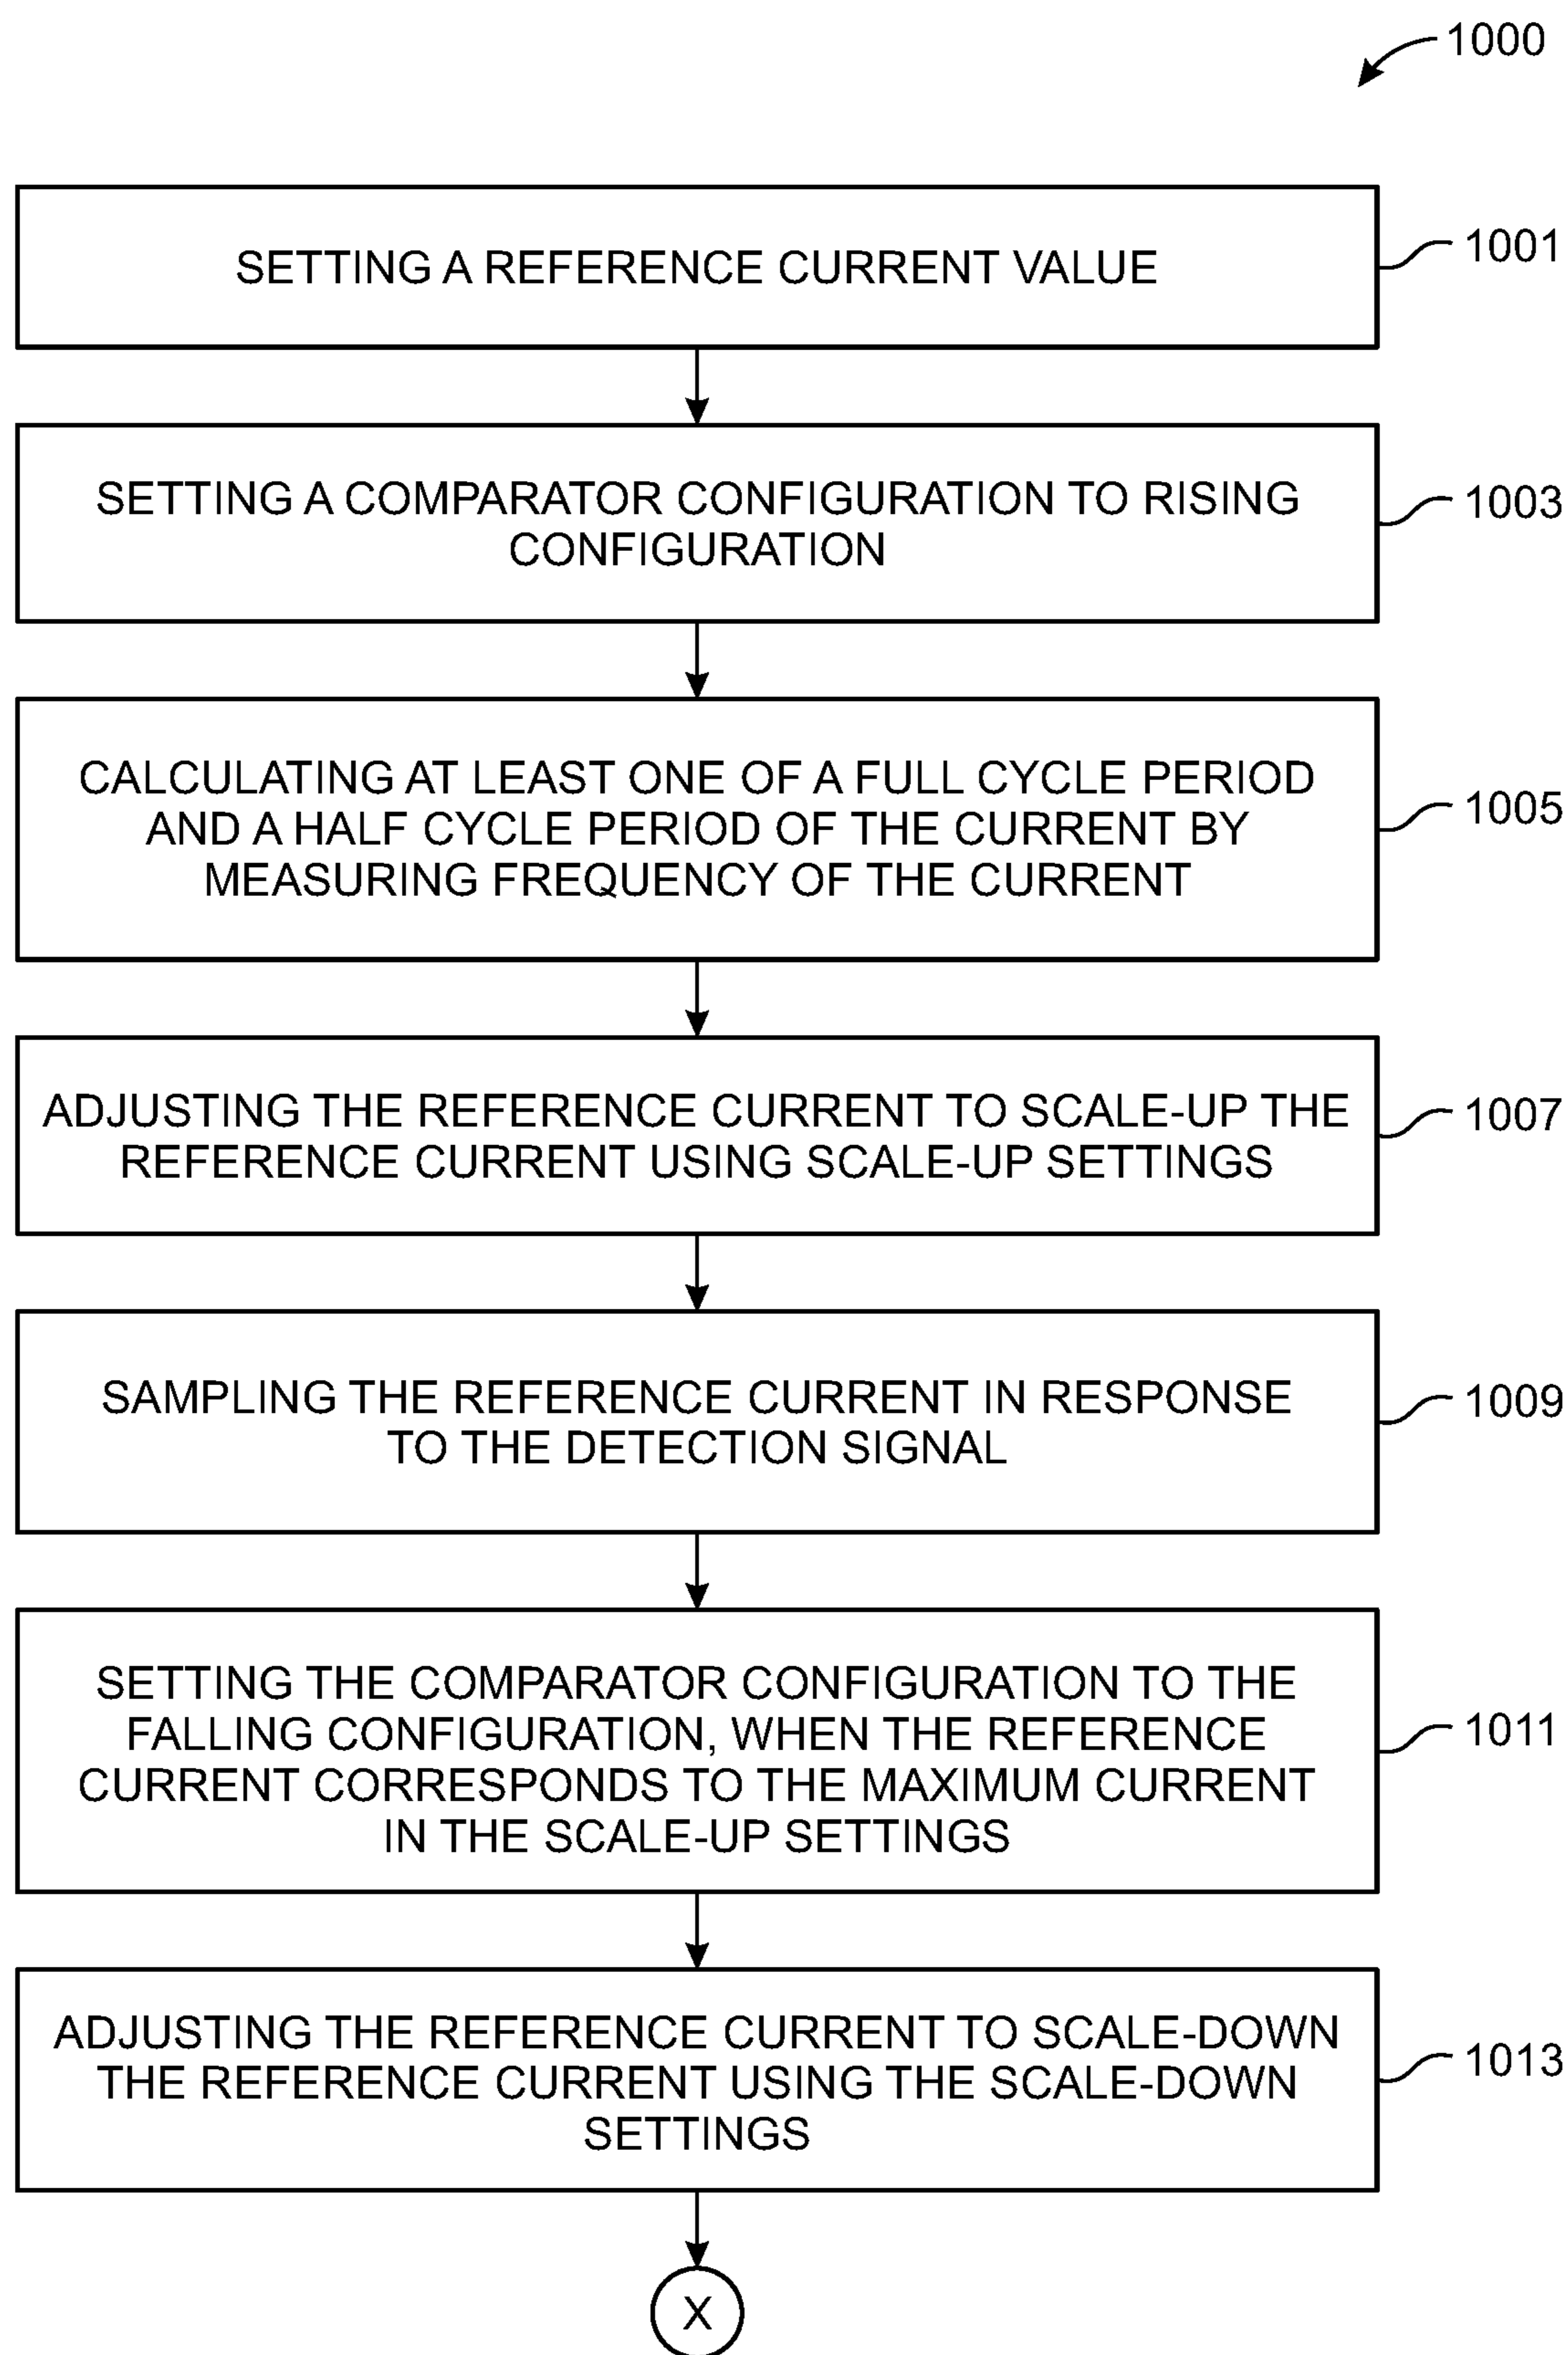 1000
SETTING A REFERENCE CURRENT VALUE
1001
SETTING A COMPARATOR CONFIGURATION TO RISING
CONFIGURATION
1003
CALCULATING AT LEAST ONE OF A FULL CYCLE PERIOD
AND A HALF CYCLE PERIOD OF THE CURRENT BY
MEASURING FREQUENCY OF THE CURRENT
1005
ADJUSTING THE REFERENCE CURRENT TO SCALE-UP THE
REFERENCE CURRENT USING SCALE-UP SETTINGS
1007
SAMPLING THE REFERENCE CURRENT IN RESPONSE
TO THE DETECTION SIGNAL
1009
SETTING THE COMPARATOR CONFIGURATION TO THE
FALLING CONFIGURATION, WHEN THE REFERENCE
CURRENT CORRESPONDS TO THE MAXIMUM CURRENT
IN THE SCALE-UP SETTINGS
1011
ADJUSTING THE REFERENCE CURRENT TO SCALE-DOWN
THE REFERENCE CURRENT USING THE SCALE-DOWN
SETTINGS
1013
X